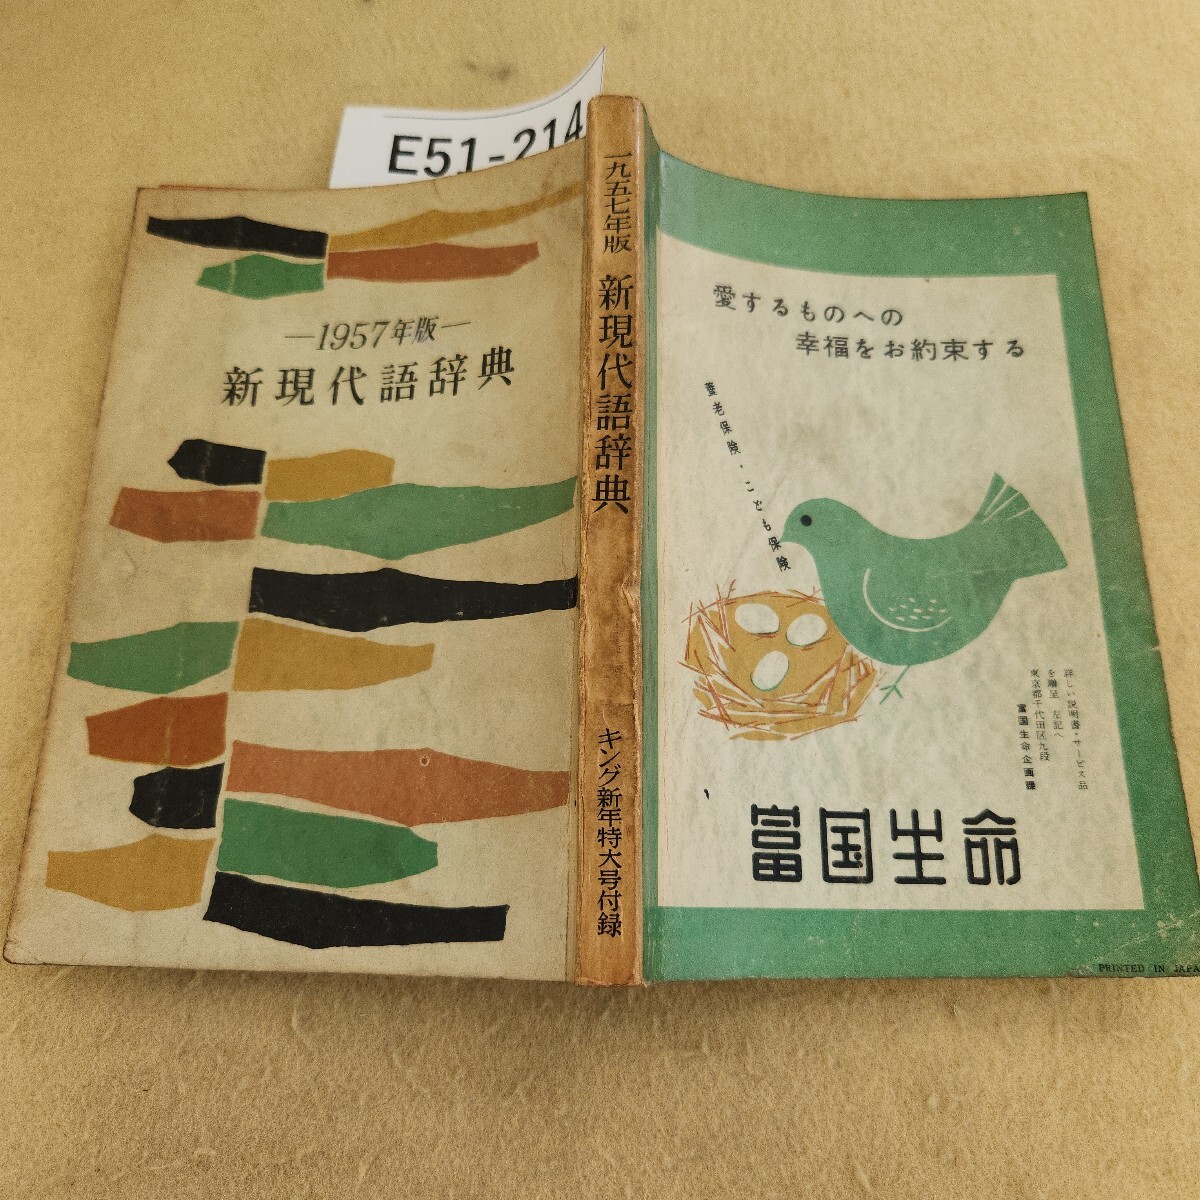 E51-214
—1957年版—
新現代語辞典
一九五七年版 新現代語辞典 キング新年特大号付録
愛するものへの
幸福をお約束する
養老保険・こども保険
詳しい説明書・サービス品
を贈呈 左記へ
東京都千代田区九段
富国生命企画課
富国生命
PRINTED IN JAPA